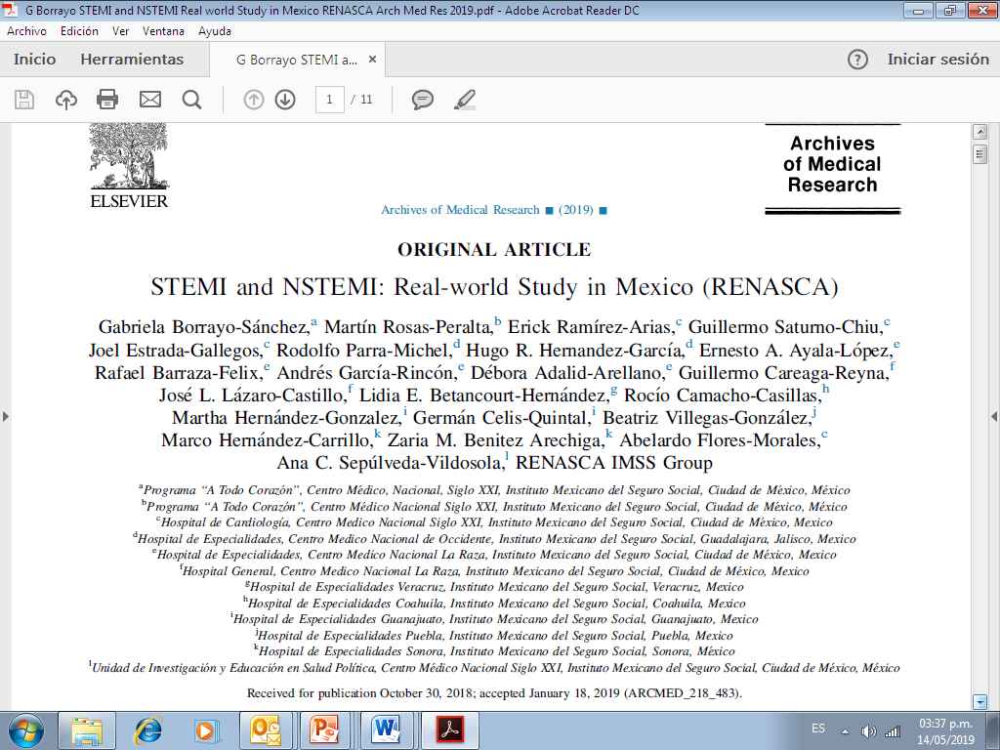 G Borrayo STEMI and NSTEMI Real world Study in Mexico RENASCA Arch Med Res 2019.pdf - Adobe Acrobat Reader DC
Archivo Edición Ver Ventana Ayuda
Inicio Herramientas G Borrayo STEMI a... × ? Iniciar sesión
1 / 11
ELSEVIER
Archives
of Medical
Research
Archives of Medical Research ■ (2019) ■
ORIGINAL ARTICLE
STEMI and NSTEMI: Real-world Study in Mexico (RENASCA)
Gabriela Borrayo-Sánchez,a Martín Rosas-Peralta,b Erick Ramírez-Arias,c Guillermo Saturno-Chiu,c
Joel Estrada-Gallegos,c Rodolfo Parra-Michel,d Hugo R. Hernandez-García,d Ernesto A. Ayala-López,e
Rafael Barraza-Felix,e Andrés García-Rincón,e Débora Adalid-Arellano,e Guillermo Careaga-Reyna,f
José L. Lázaro-Castillo,f Lidia E. Betancourt-Hernández,g Rocío Camacho-Casillas,h
Martha Hernández-Gonzalez,i Germán Celis-Quintal,i Beatriz Villegas-González,j
Marco Hernández-Carrillo,k Zaria M. Benitez Arechiga,k Abelardo Flores-Morales,c
Ana C. Sepúlveda-Vildosola,l RENASCA IMSS Group
aPrograma “A Todo Corazón”, Centro Médico, Nacional, Siglo XXI, Instituto Mexicano del Seguro Social, Ciudad de México, México
bPrograma “A Todo Corazón”, Centro Médico Nacional Siglo XXI, Instituto Mexicano del Seguro Social, Ciudad de México, México
cHospital de Cardiología, Centro Médico Nacional Siglo XXI, Instituto Mexicano del Seguro Social, Ciudad de México, Mexico
dHospital de Especialidades, Centro Medico Nacional de Occidente, Instituto Mexicano del Seguro Social, Guadalajara, Jalisco, Mexico
eHospital de Especialidades, Centro Medico Nacional La Raza, Instituto Mexicano del Seguro Social, Ciudad de México, Mexico
fHospital General, Centro Medico Nacional La Raza, Instituto Mexicano del Seguro Social, Ciudad de México, Mexico
gHospital de Especialidades Veracruz, Instituto Mexicano del Seguro Social, Veracruz, Mexico
hHospital de Especialidades Coahuila, Instituto Mexicano del Seguro Social, Coahuila, Mexico
iHospital de Especialidades Guanajuato, Instituto Mexicano del Seguro Social, Guanajuato, Mexico
jHospital de Especialidades Puebla, Instituto Mexicano del Seguro Social, Puebla, Mexico
kHospital de Especialidades Sonora, Instituto Mexicano del Seguro Social, Sonora, México
lUnidad de Investigación y Educación en Salud Política, Centro Médico Nacional Siglo XXI, Instituto Mexicano del Seguro Social, Ciudad de México, México
Received for publication October 30, 2018; accepted January 18, 2019 (ARCMED_218_483).
ES
03:37 p.m.
14/05/2019